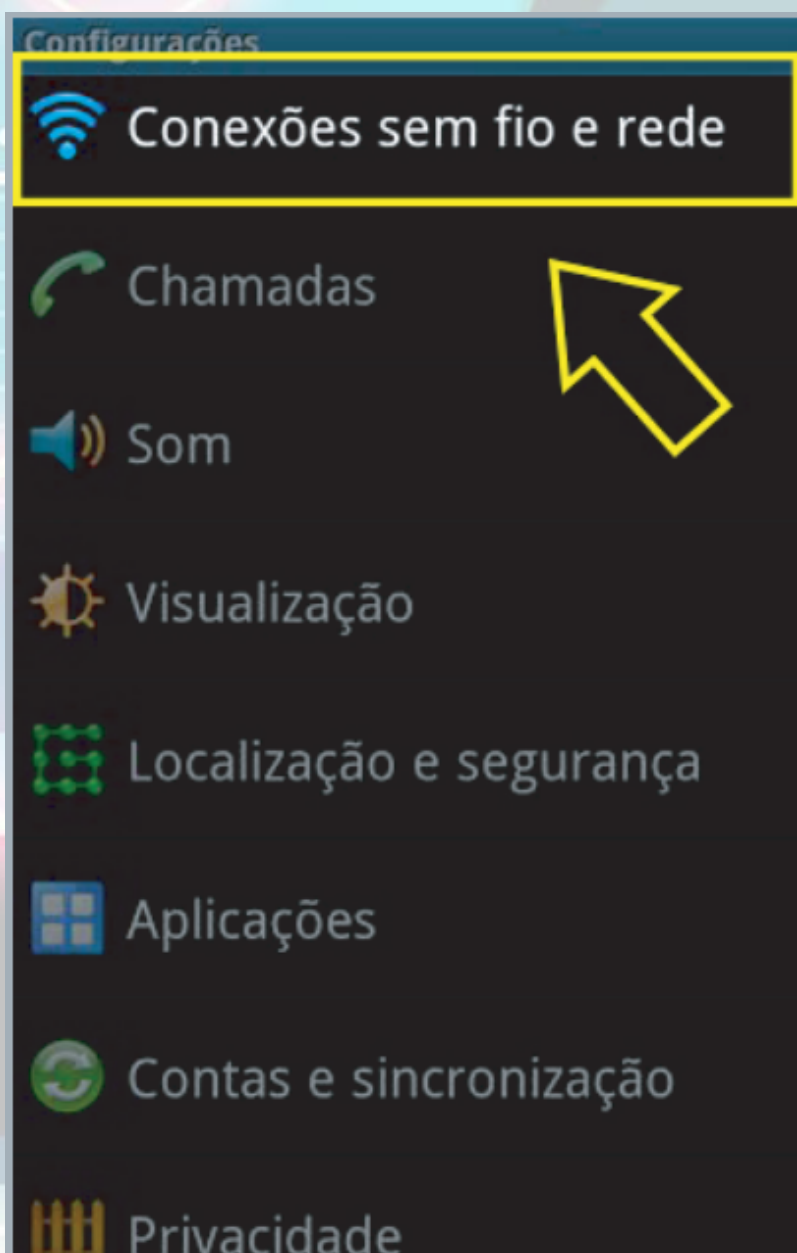 Configurações
Conexões sem fio e rede
Chamadas
Som
Visualização
Localização e segurança
Aplicações
Contas e sincronização
Privacidade